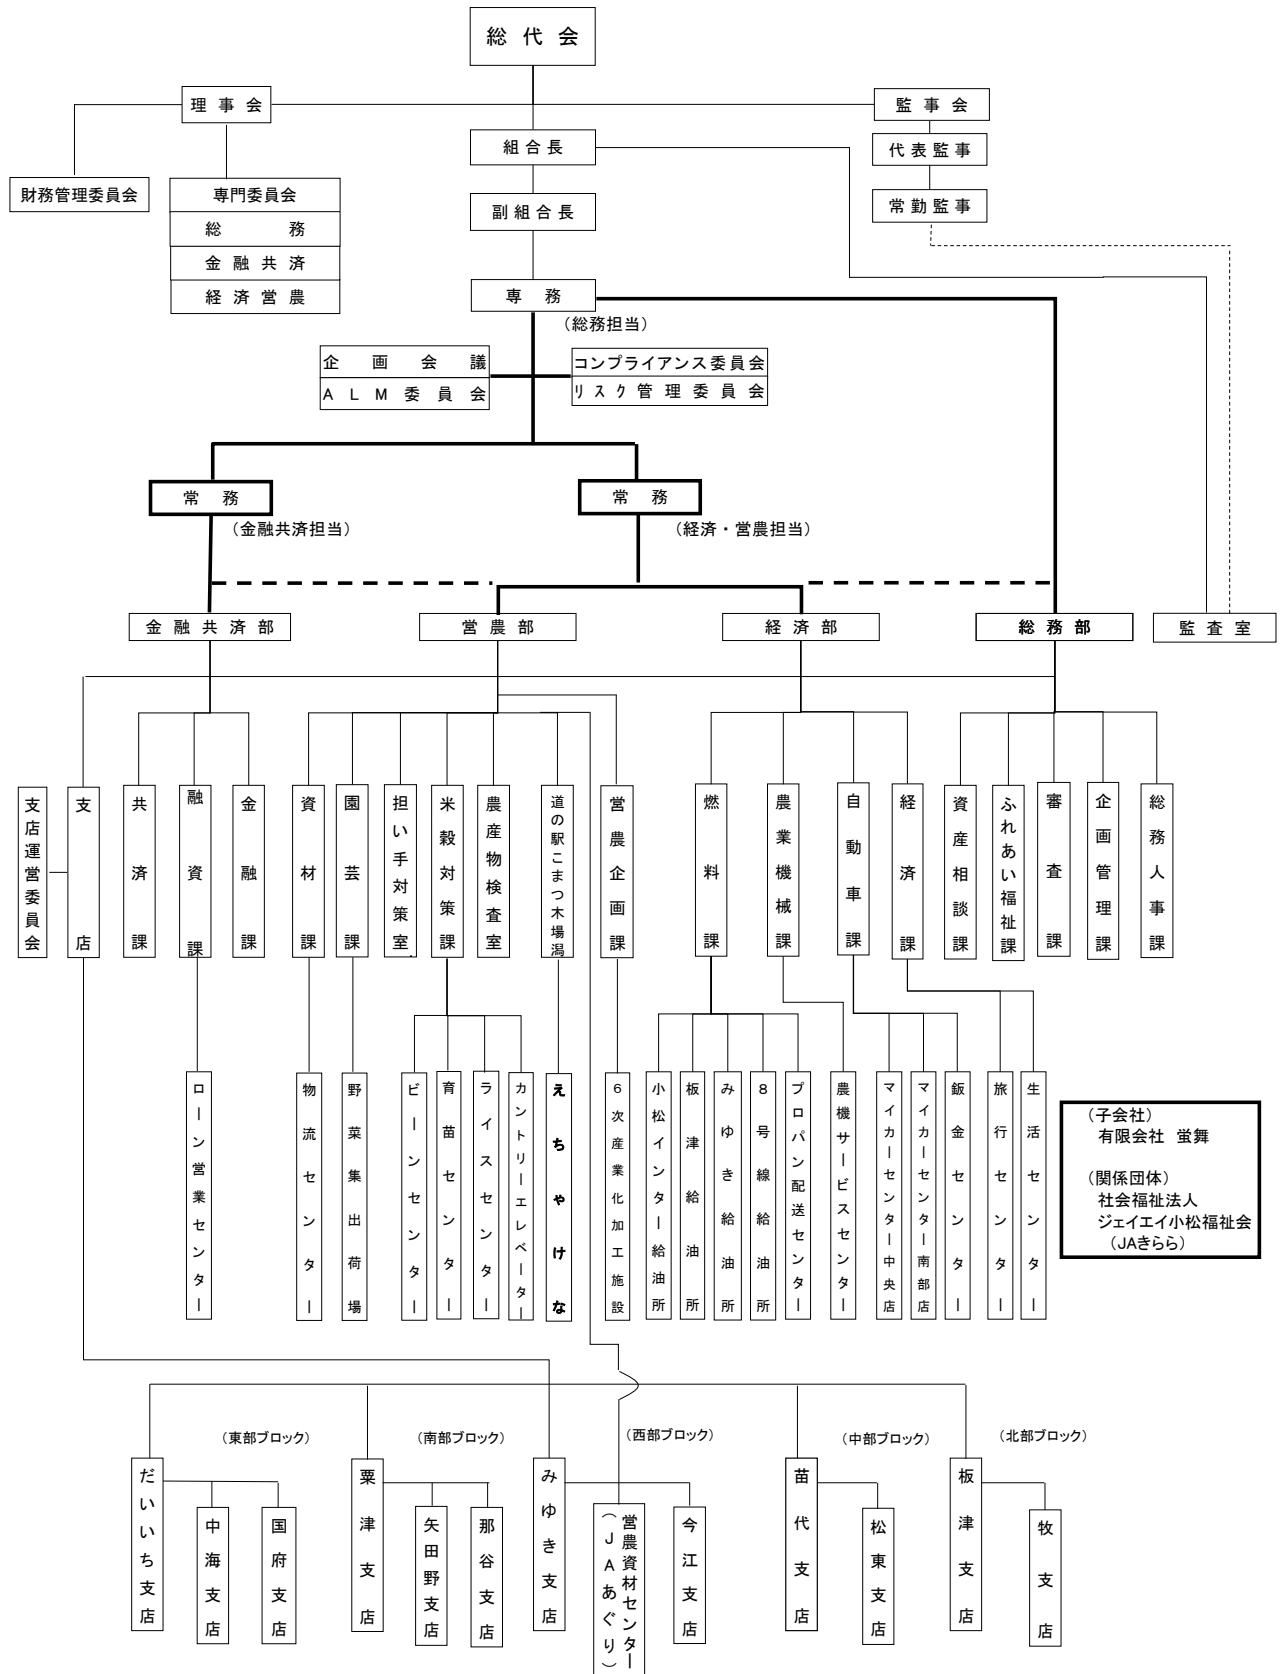 総代会
理事会
監事会
組合長
代表監事
財務管理委員会
専門委員会
総務
金融共済
経済営農
副組合長
常勤監事
専務
(総務担当)
企画会議
ALM委員会
コンプライアンス委員会
リスク管理委員会
常務
(金融共済担当)
常務
(経済・営農担当)
金融共済部
営農部
経済部
総務部
監査室
支店運営委員会
支店
共済課
融資課
金融課
資材課
園芸課
担い手対策室
米穀対策課
農産物検査室
道の駅こまつ木場潟
営農企画課
燃料課
農業機械課
自動車課
経済課
資産相談課
ふれあい福祉課
審査課
企画管理課
総務人事課
ローン営業センター
物流センター
野菜集出荷場
ビーンセンター
育苗センター
ライスセンター
カントリーエレベーター
えちゃけな
6次産業化加工施設
小松インター給油所
板津給油所
みゆき給油所
8号線給油所
プロパン配送センター
農機サービスセンター
マイカーセンター中央店
マイカーセンター南部店
鈑金センター
旅行センター
生活センター
(子会社)
有限会社 蛍舞
(関係団体)
社会福祉法人
ジェイエイ小松福祉会
(JAきらら)
(東部ブロック)
(南部ブロック)
(西部ブロック)
(中部ブロック)
(北部ブロック)
だいいち支店
中海支店
国府支店
粟津支店
矢田野支店
那谷支店
みゆき支店
営農資材センター
(JAあぐり)
今江支店
苗代支店
松東支店
板津支店
牧支店